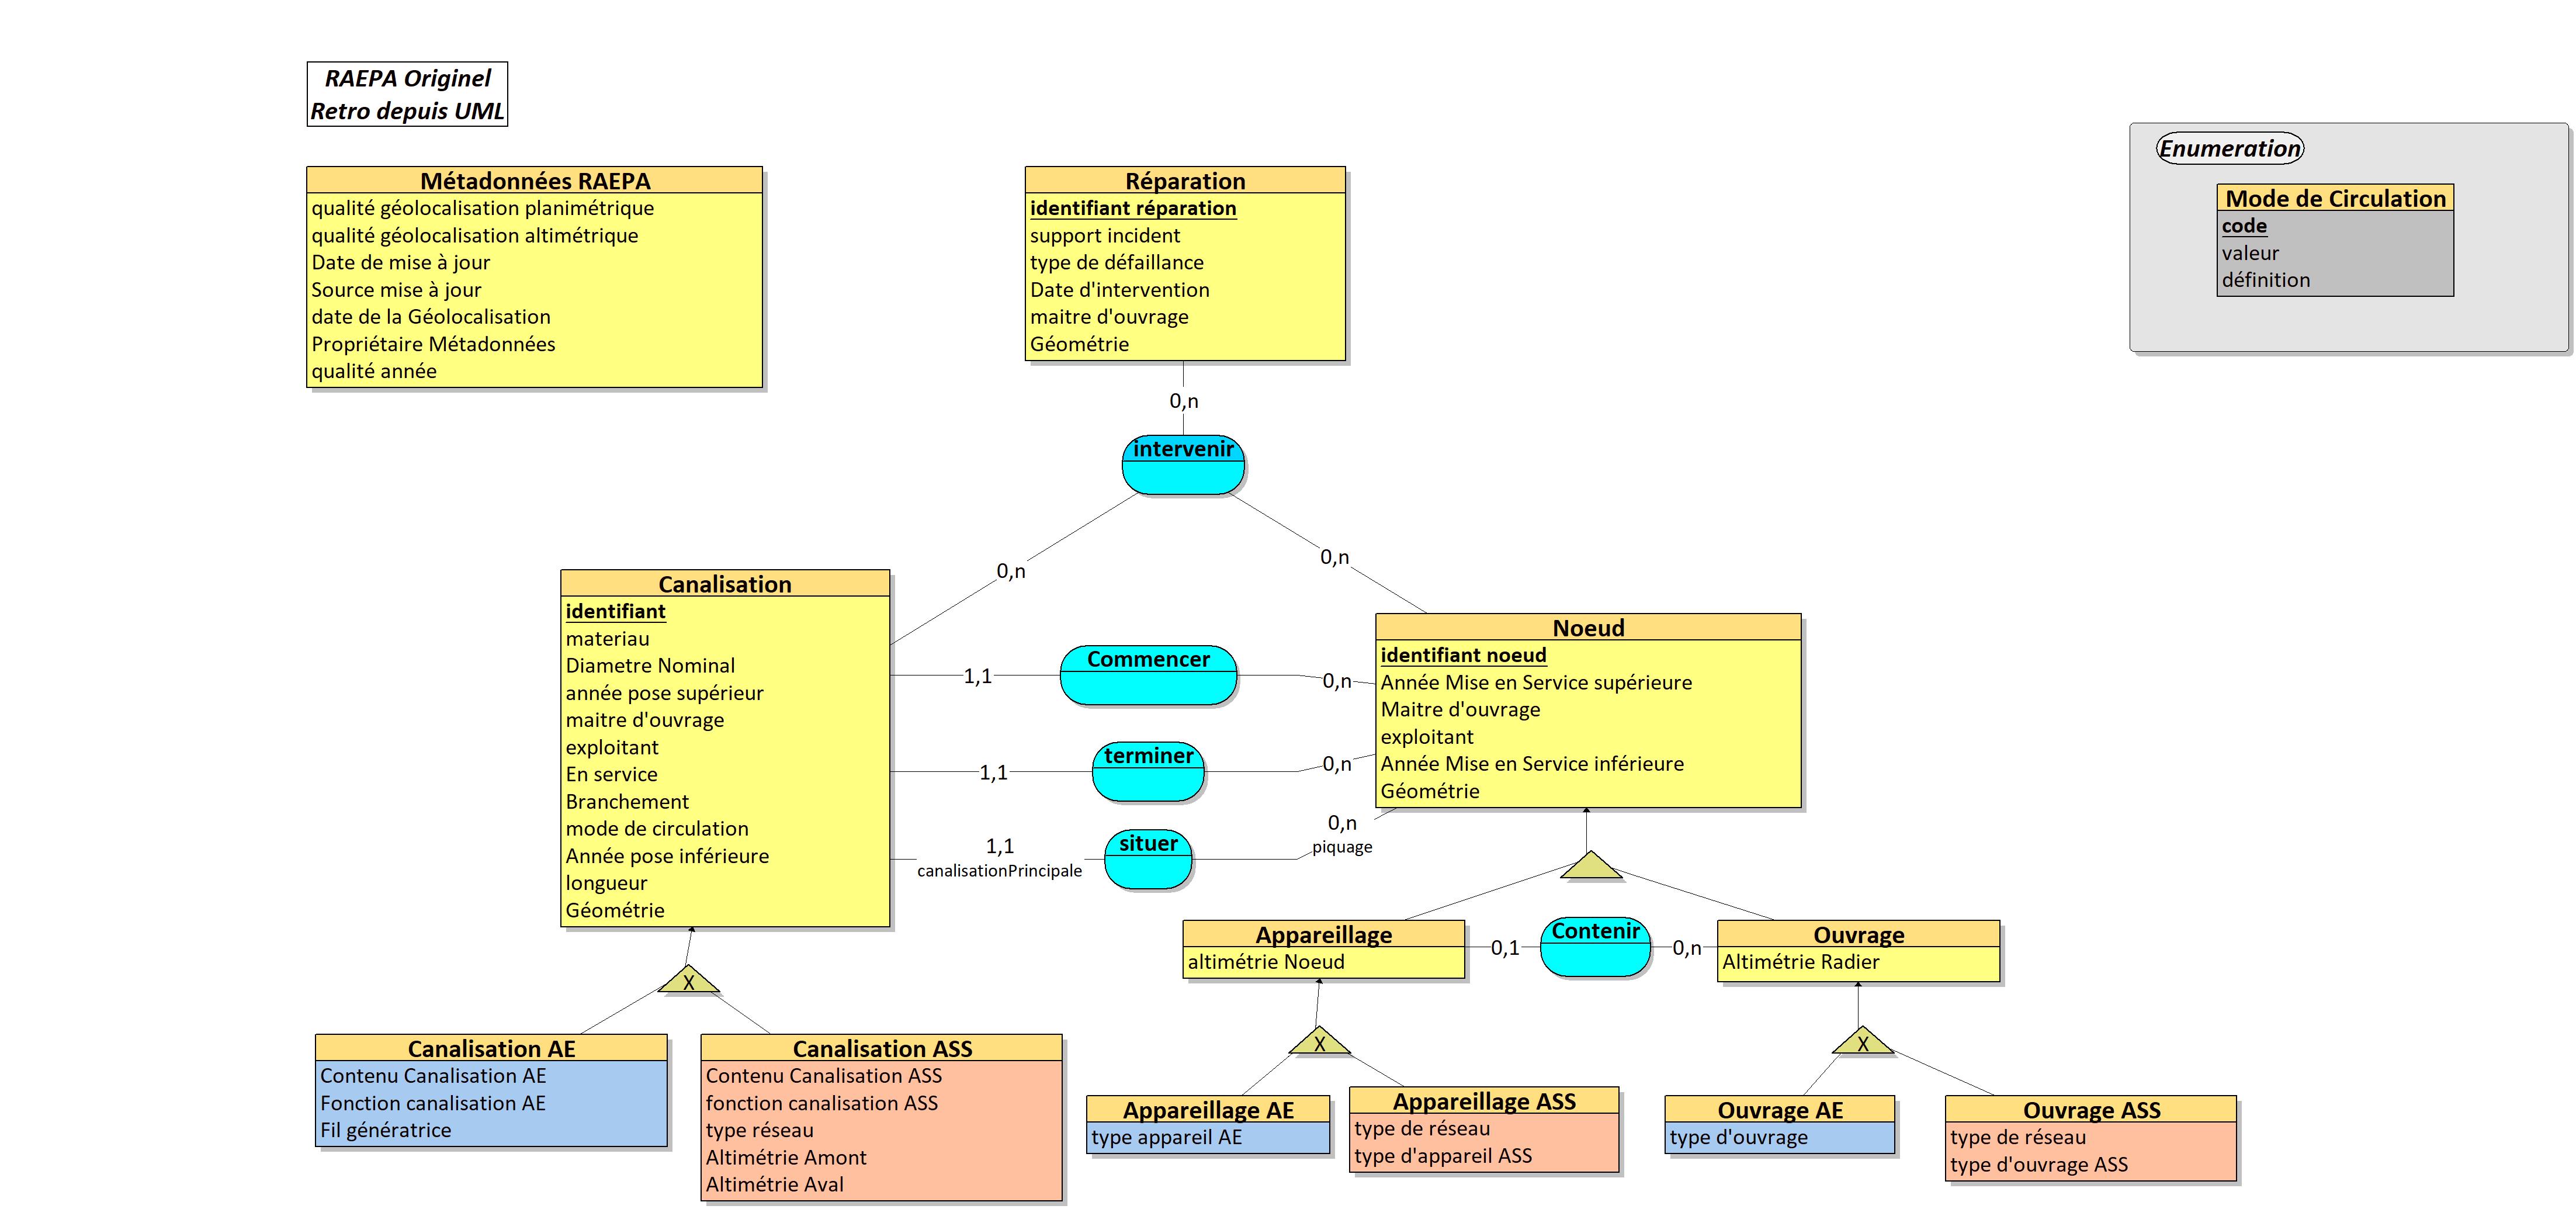 RAEPA Originel
Retro depuis UML
Enumeration
Mode de Circulation
code
valeur
définition
Métadonnées RAEPA
qualité géolocalisation planimétrique
qualité géolocalisation altimétrique
Date de mise à jour
Source mise à jour
date de la Géolocalisation
Propriétaire Métadonnées
qualité année
Réparation
identifiant réparation
support incident
type de défaillance
Date d'intervention
maitre d'ouvrage
Géométrie
0,n
intervenir
0,n
0,n
Canalisation
identifiant
materiau
Diametre Nominal
année pose supérieur
maitre d'ouvrage
exploitant
En service
Branchement
mode de circulation
Année pose inférieure
longueur
Géométrie
1,1
Commencer
0,n
1,1
terminer
0,n
1,1
canalisationPrincipale
situer
0,n
piquage
Noeud
identifiant noeud
Année Mise en Service supérieure
Maitre d'ouvrage
exploitant
Année Mise en Service inférieure
Géométrie
Appareillage
altimétrie Noeud
0,1
Contenir
0,n
Ouvrage
Altimétrie Radier
X
X
X
Canalisation AE
Contenu Canalisation AE
Fonction canalisation AE
Fil génératrice
Canalisation ASS
Contenu Canalisation ASS
fonction canalisation ASS
type réseau
Altimétrie Amont
Altimétrie Aval
Appareillage AE
type appareil AE
Appareillage ASS
type de réseau
type d'appareil ASS
Ouvrage AE
type d'ouvrage
Ouvrage ASS
type de réseau
type d'ouvrage ASS